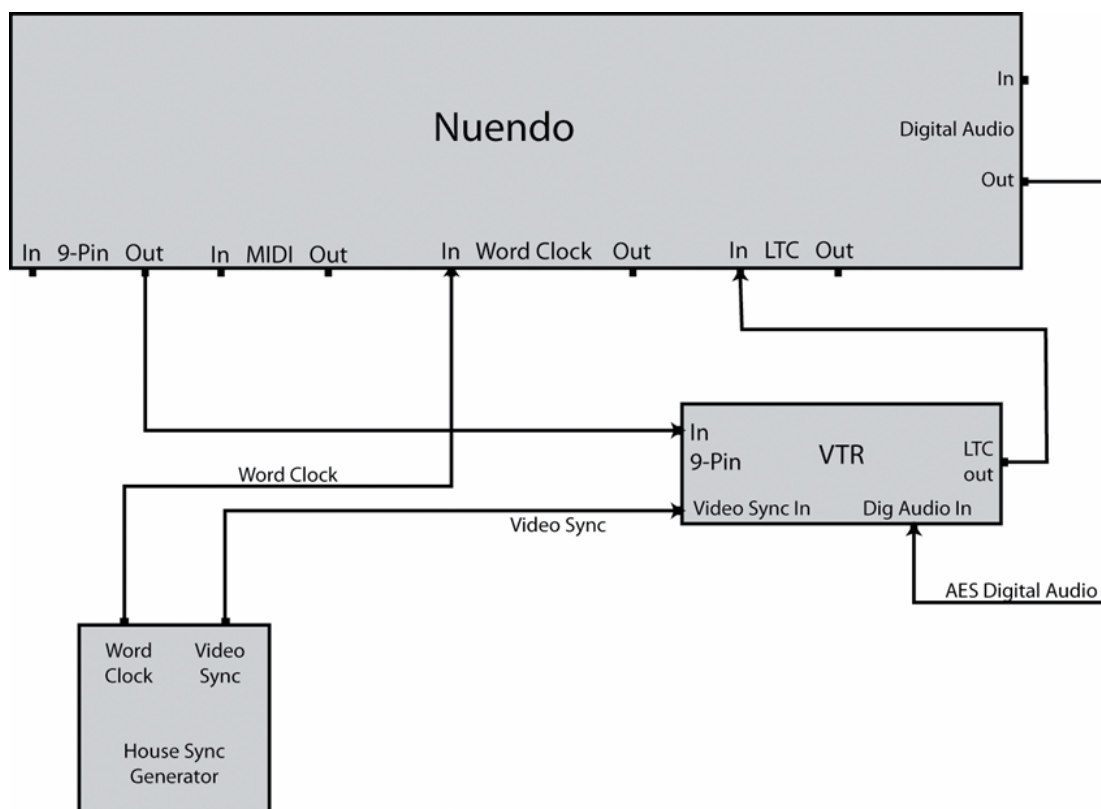 In
Nuendo
Digital Audio
Out
In 9-Pin Out In MIDI Out In Word Clock Out In LTC Out
In
9-Pin
VTR
LTC
out
Word Clock
Video Sync In Dig Audio In
Video Sync
AES Digital Audio
Word
Clock
Video
Sync
House Sync
Generator